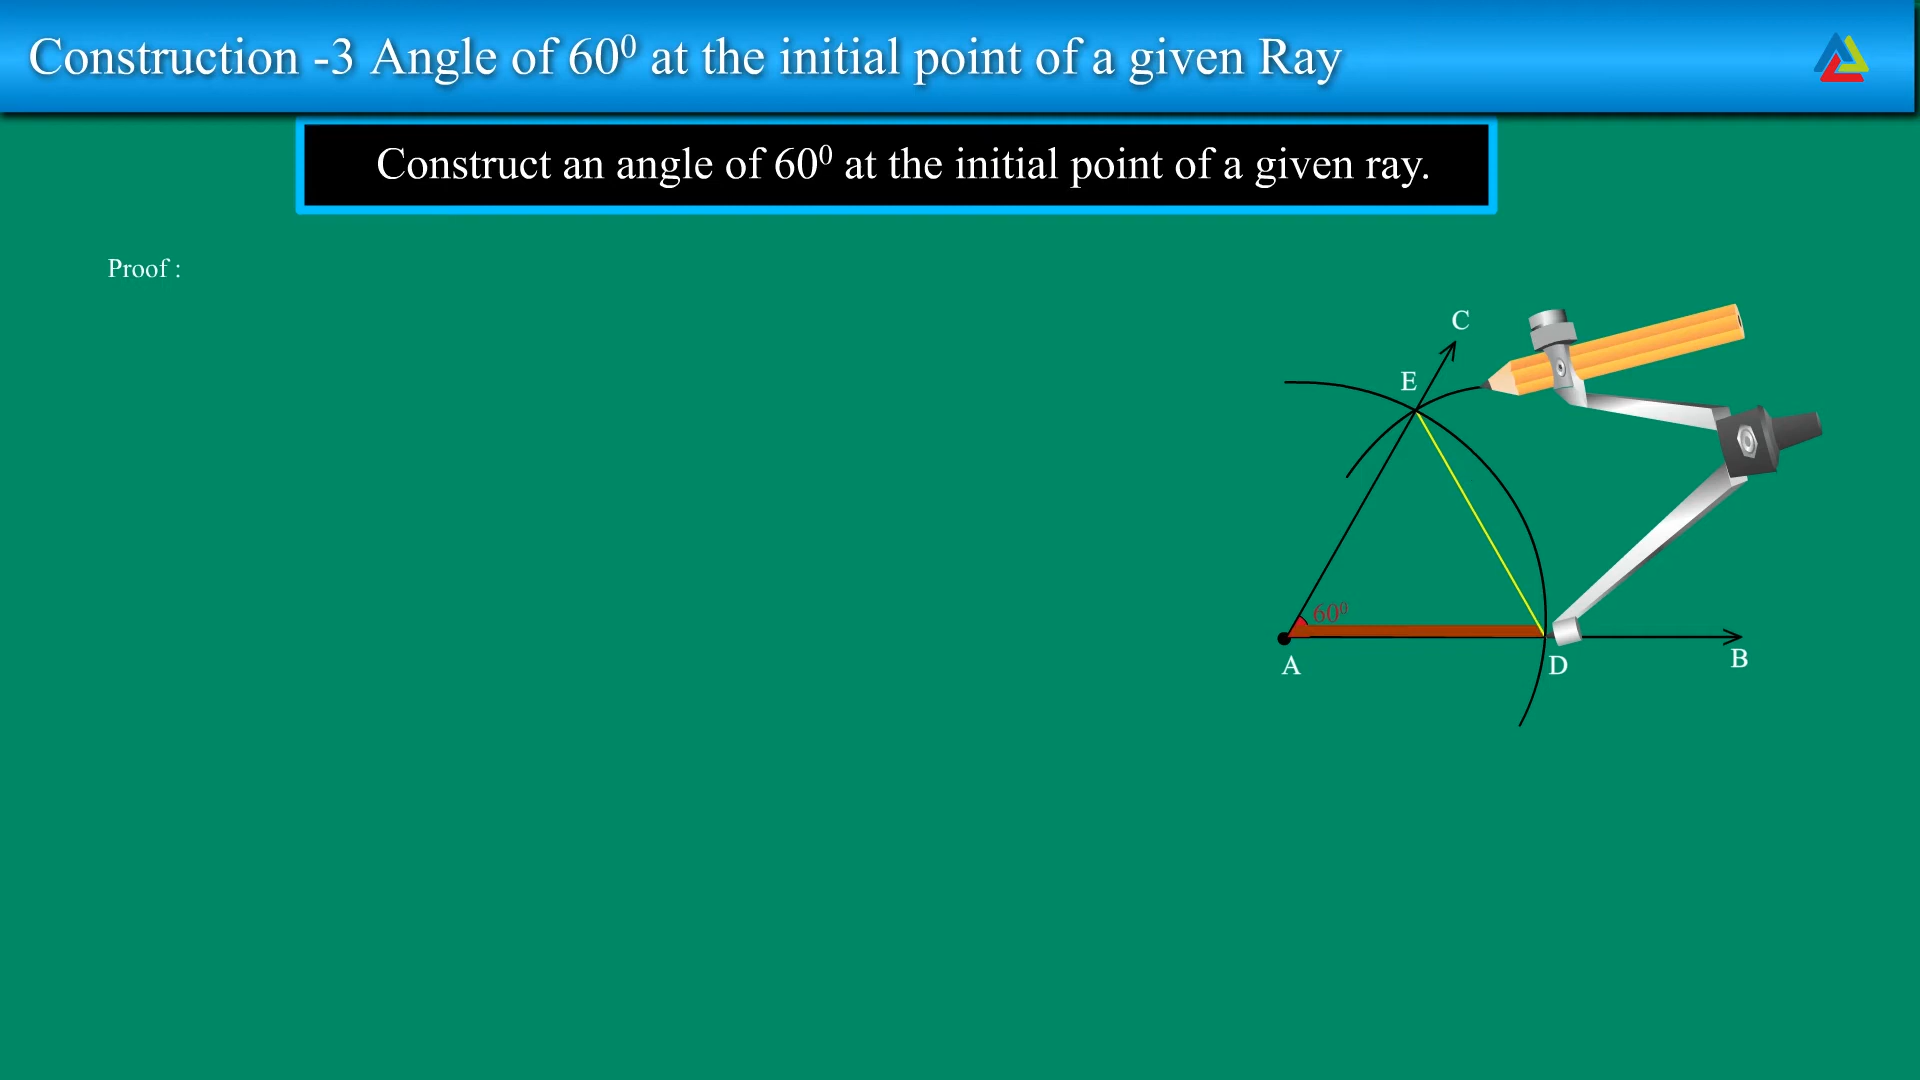 Construction -3 Angle of 60⁰ at the initial point of a given Ray
Construct an angle of 60⁰ at the initial point of a given ray.
Proof :
C
E
60⁰
A
D
B